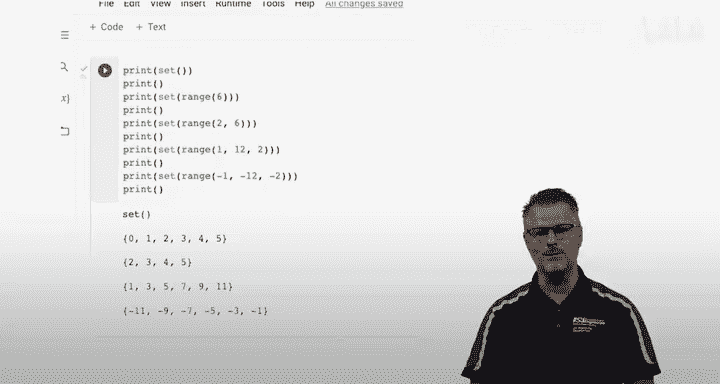 File Edit View Insert Runtime Tools Help All changes saved
+ Code + Text
print(set())
print()
print(set(range(6)))
print()
print(set(range(2, 6)))
print()
print(set(range(1, 12, 2)))
print()
print(set(range(-1, -12, -2)))
print()
set()
{0, 1, 2, 3, 4, 5}
{2, 3, 4, 5}
{1, 3, 5, 7, 9, 11}
{-11, -9, -7, -5, -3, -1}